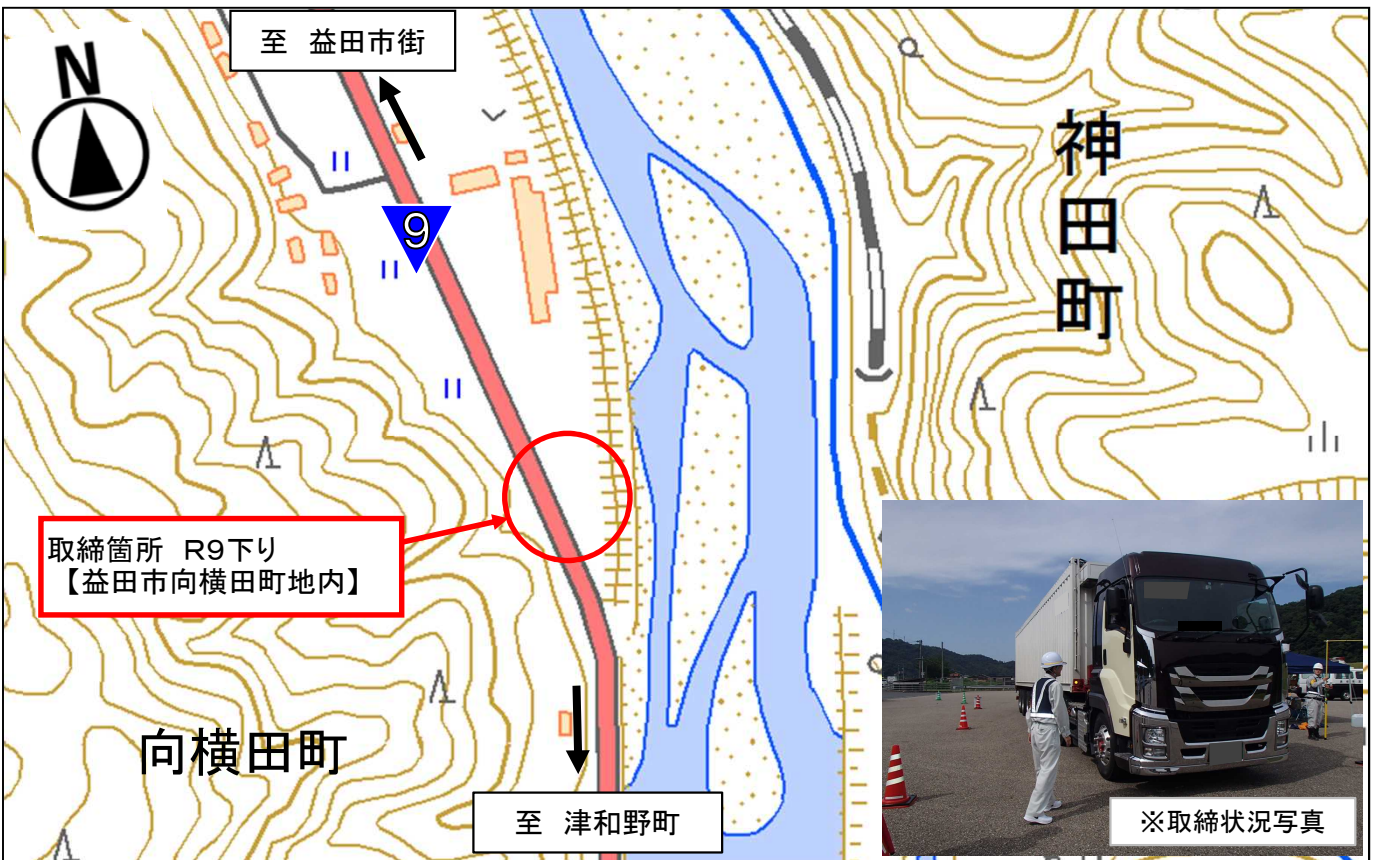 至 益田市街
N
神田町
9
取締箇所 R9下り
【益田市向横田町地内】
向横田町
至 津和野町
※取締状況写真